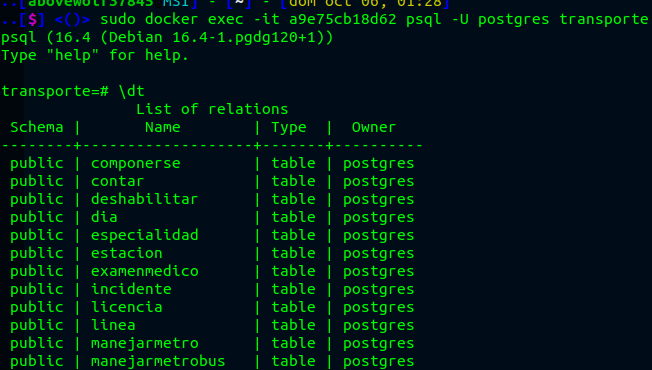 ..[abovewolf37845 MSI] - [~] - [dom oct 06, 01:28]
..[$] <()> sudo docker exec -it a9e75cb18d62 psql -U postgres transporte
psql (16.4 (Debian 16.4-1.pgdg120+1))
Type "help" for help.

transporte=# \dt
               List of relations
 Schema |       Name        | Type  |  Owner
--------+-------------------+-------+----------
 public | componerse        | table | postgres
 public | contar            | table | postgres
 public | deshabilitar      | table | postgres
 public | dia               | table | postgres
 public | especialidad      | table | postgres
 public | estacion          | table | postgres
 public | examenmedico      | table | postgres
 public | incidente         | table | postgres
 public | licencia          | table | postgres
 public | linea             | table | postgres
 public | manejarmetro      | table | postgres
 public | manejarmetrobus   | table | postgres